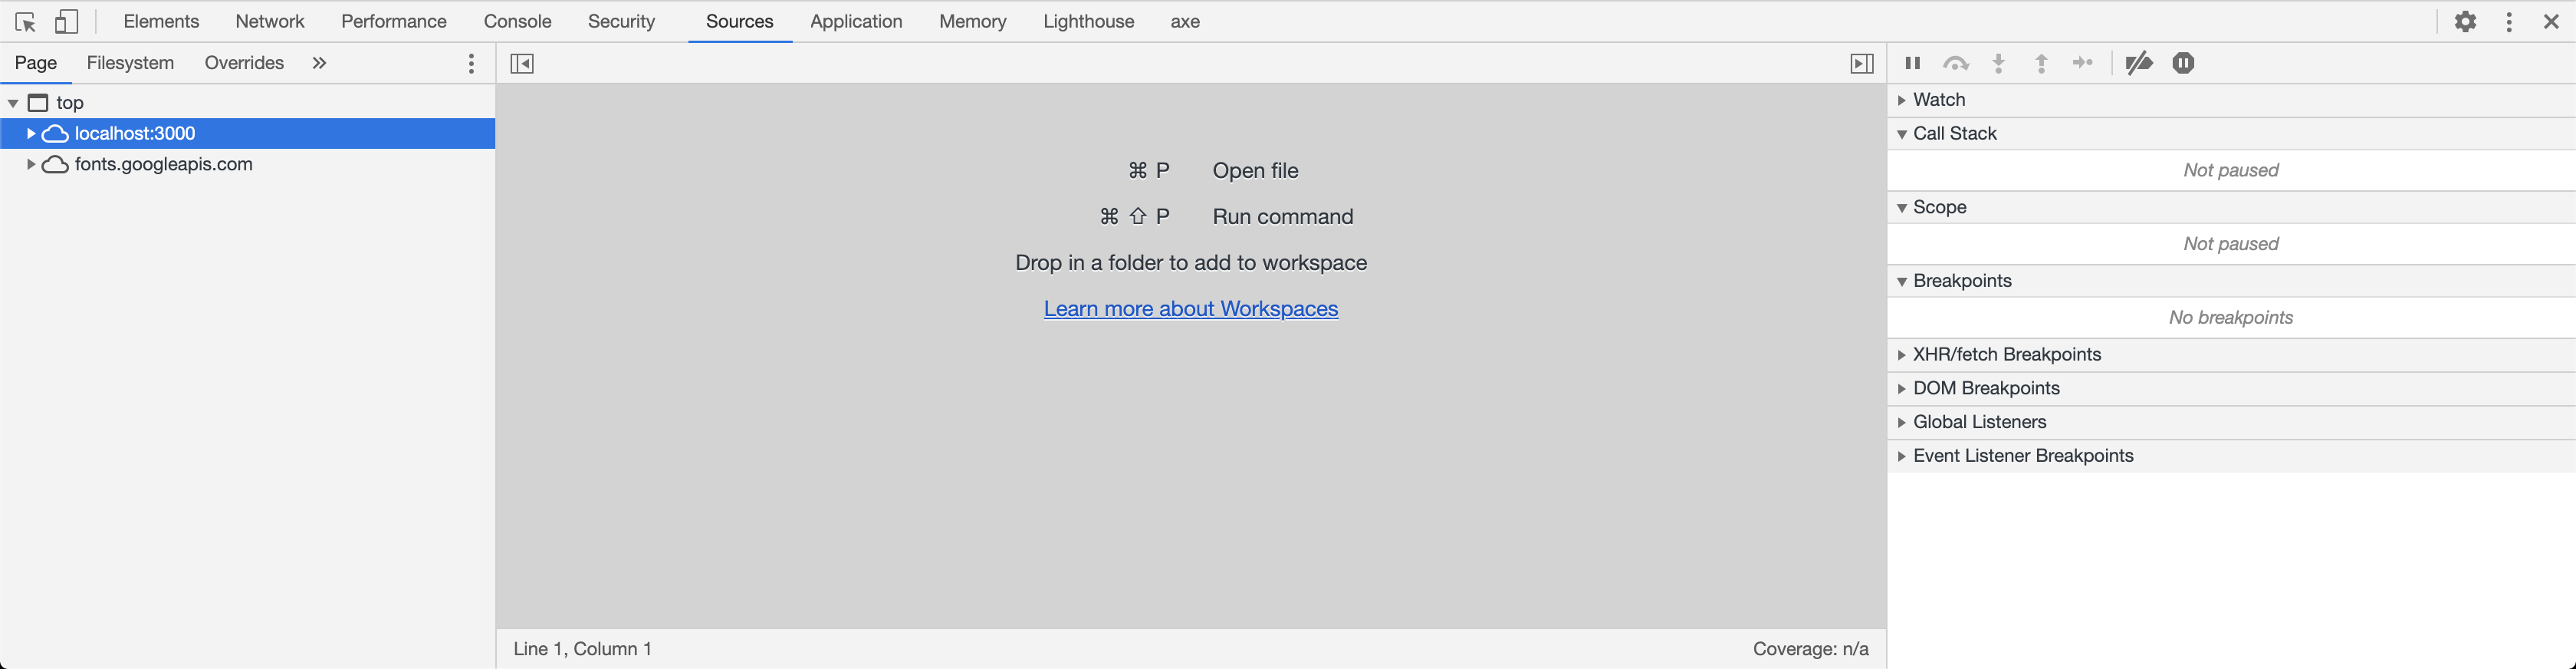 Elements Network Performance Console Security Sources Application Memory Lighthouse axe
Page Filesystem Overrides »
top
localhost:3000
fonts.googleapis.com
⌘ P Open file
⌘ ⇧ P Run command
Drop in a folder to add to workspace
Learn more about Workspaces
Line 1, Column 1 Coverage: n/a
Watch
Call Stack
Not paused
Scope
Not paused
Breakpoints
No breakpoints
XHR/fetch Breakpoints
DOM Breakpoints
Global Listeners
Event Listener Breakpoints